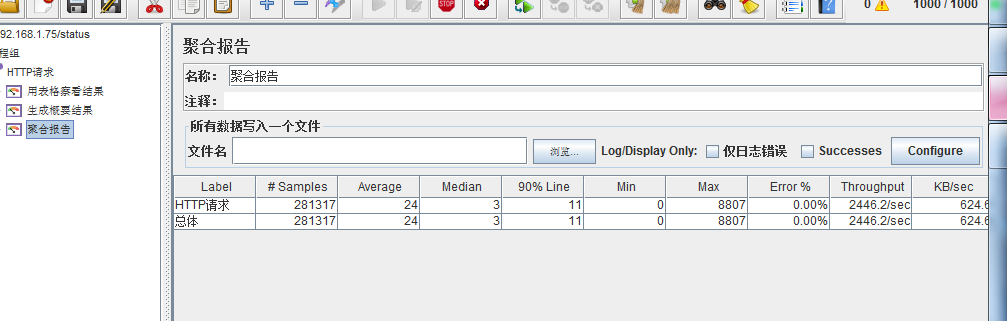 0 1000 / 1000
92.168.1.75/status
程组
HTTP请求
用表格察看结果
生成概要结果
聚合报告
聚合报告
名称: 聚合报告
注释:
所有数据写入一个文件
文件名 浏览... Log/Display Only: 仅日志错误 Successes Configure
Label # Samples Average Median 90% Line Min Max Error % Throughput KB/sec
HTTP请求 281317 24 3 11 0 8807 0.00% 2446.2/sec 624.6
总体 281317 24 3 11 0 8807 0.00% 2446.2/sec 624.6